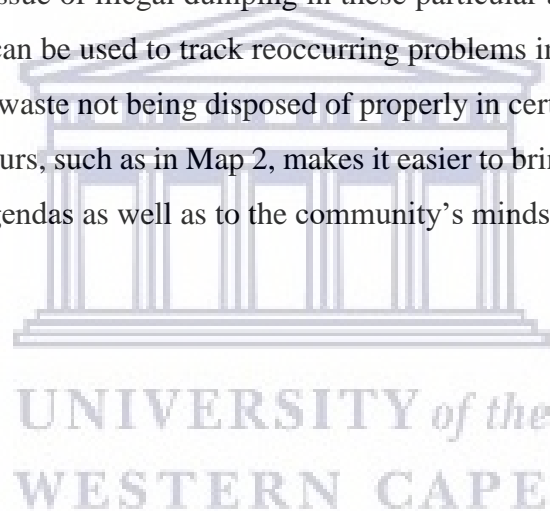 ssue of illegal dumping in these particular
can be used to track reoccurring problems in
waste not being disposed of properly in cert
urs, such as in Map 2, makes it easier to brin
gendas as well as to the community’s minds
UNIVERSITY of the
WESTERN CAPE